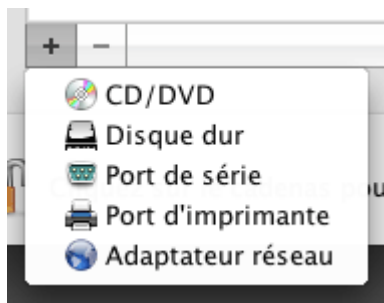 + −
CD/DVD
Disque dur
Port de série
Port d'imprimante
Adaptateur réseau